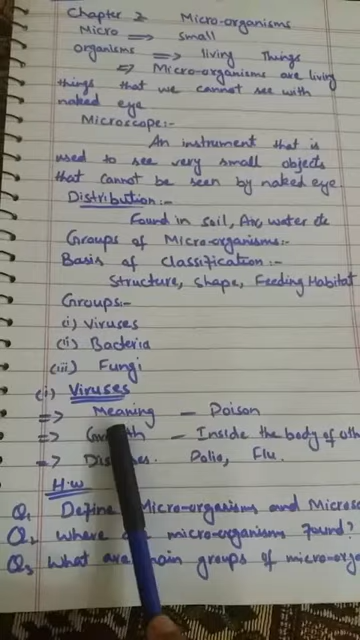 Chapter 2 Micro-organisms
Micro ⇒ Small
organisms ⇒ living Things
⇒ Micro-organisms are living
things that we cannot see with
naked eye
Microscope:-
An instrument that is
used to see very small objects
that cannot be seen by naked eye.
Distribution:-
Found in Soil, Air, water etc
Groups of Micro-organisms:-
Basis of Classification:-
Structure, Shape, Feeding Habitat
Groups:-
(i) Viruses
(ii) Bacteria
(iii) Fungi
(i) Viruses
⇒ Meaning - Poison
⇒ - Inside the body of
⇒ Polio, Flu.
H.w
Q1 Define Micro-organisms and
Q2 Where micro-organisms found?
Q3 What are main groups of